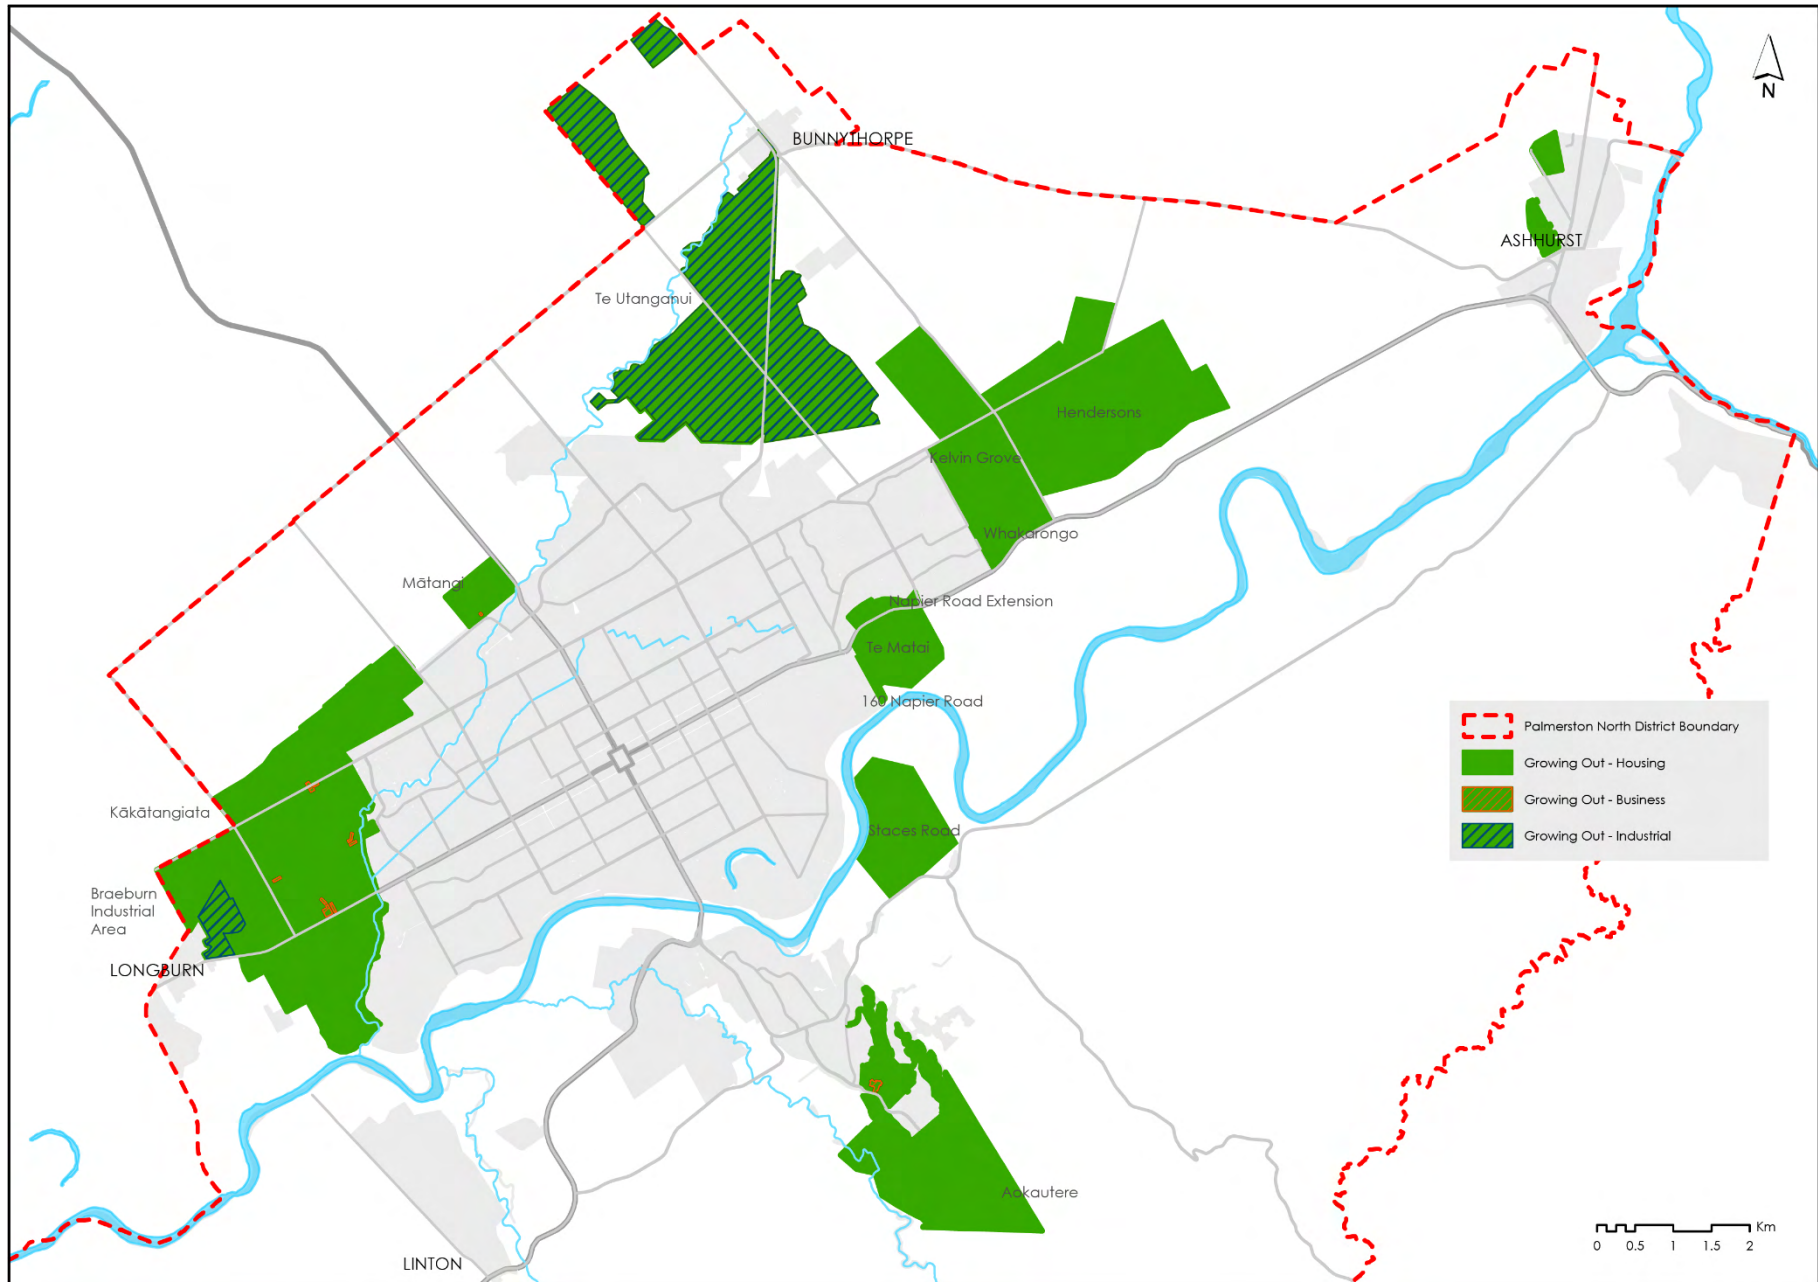 N
BUNNYTHORPE
ASHHURST
Te Utanganui
Hendersons
Kelvin Grove
Whakarongo
Mātangi
Napier Road Extension
Te Matai
160 Napier Road
Palmerston North District Boundary
Growing Out - Housing
Growing Out - Business
Growing Out - Industrial
Kākātangiata
Staces Road
Braeburn
Industrial
Area
LONGBURN
Aokautere
LINTON
Km
0 0.5 1 1.5 2